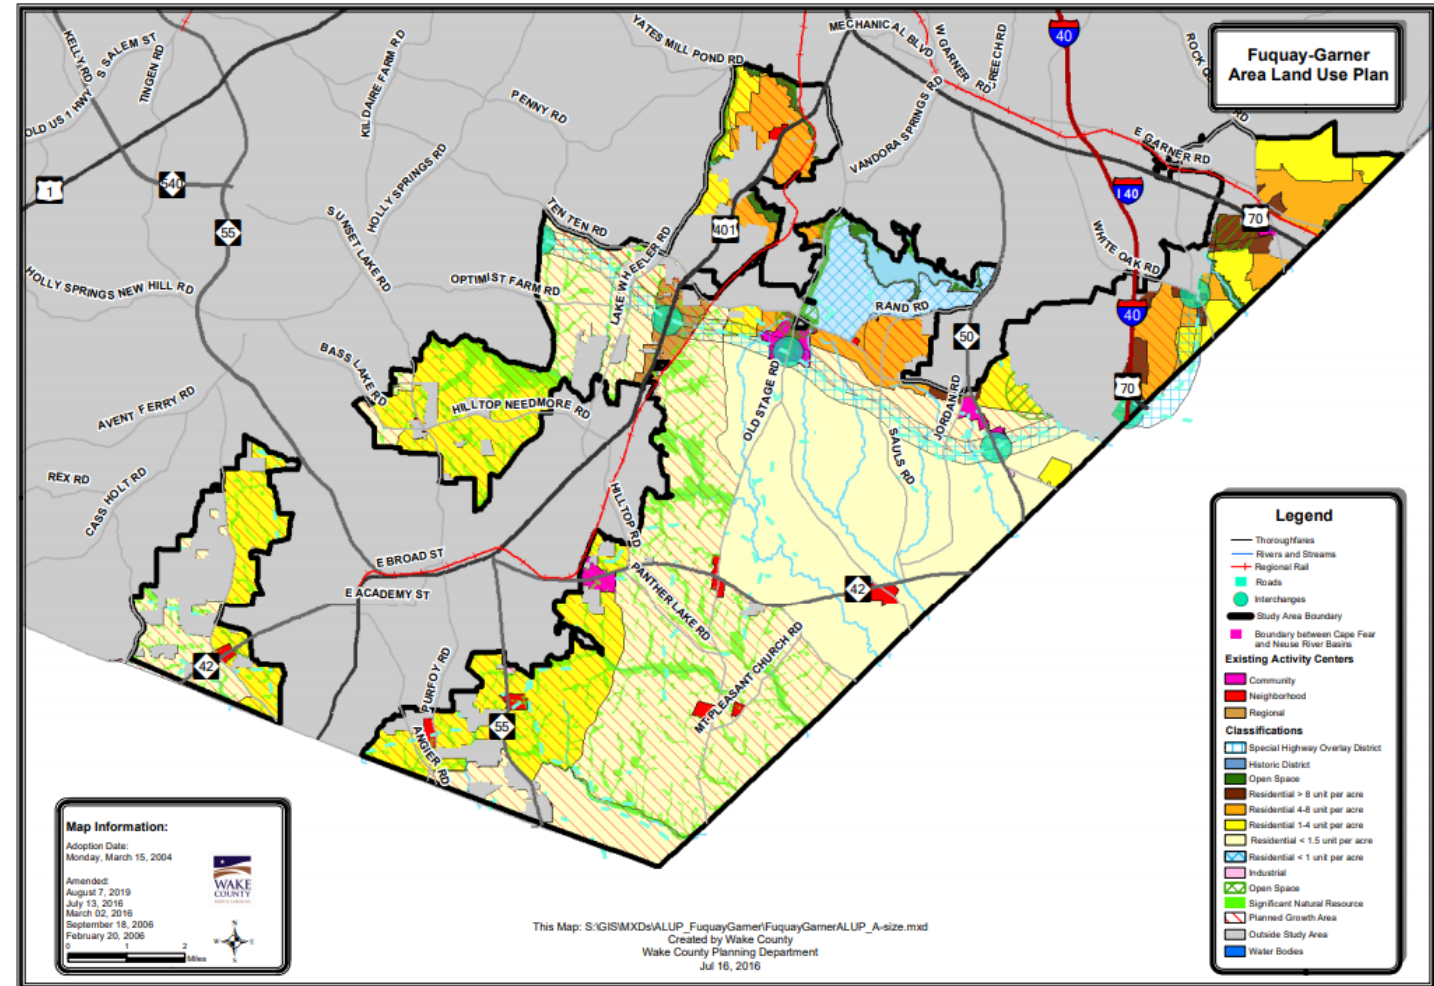 Fuquay-Garner
Area Land Use Plan
KELLY RD
S SALEM ST
TINGEN RD
OLD US 1 HWY
KILDAIRE FARM RD
PENNY RD
YATES MILL POND RD
MECHANICAL BLVD
W GARNER RD
CREECH RD
40
VANDORA SPRINGS RD
E GARNER RD
1
540
55
HOLLY SPRINGS RD
SUNSET LAKE RD
TEN TEN RD
401
I 40
70
WHITE OAK RD
HOLLY SPRINGS NEW HILL RD
OPTIMIST FARM RD
LAKE WHEELER RD
RAND RD
40
50
BASS LAKE RD
AVENT FERRY RD
HILLTOP NEEDMORE RD
OLD STAGE RD
JORDAN RD
70
SAULS RD
REX RD
CASS HOLT RD
HILLTOP RD
E BROAD ST
E ACADEMY ST
PANTHER LAKE RD
42
MT PLEASANT CHURCH RD
42
PURFOY RD
ANGIER RD
55
Legend
Thoroughfares
Rivers and Streams
Regional Rail
Roads
Interchanges
Study Area Boundary
Boundary between Cape Fear
and Neuse River Basins
Existing Activity Centers
Community
Neighborhood
Regional
Classifications
Special Highway Overlay District
Historic District
Open Space
Residential > 8 unit per acre
Residential 4-8 unit per acre
Residential 1-4 unit per acre
Residential < 1.5 unit per acre
Residential < 1 unit per acre
Industrial
Open Space
Significant Natural Resource
Planned Growth Area
Outside Study Area
Water Bodies
Map Information:
Adoption Date:
Monday, March 15, 2004
Amended:
August 7, 2019
July 13, 2016
March 02, 2016
September 18, 2006
February 20, 2006
0 1 2
Miles
WAKE
COUNTY
NORTH CAROLINA
N
W E
S
This Map: S:\GIS\MXDs\ALUP_FuquayGarner\FuquayGarnerALUP_A-size.mxd
Created by Wake County
Wake County Planning Department
Jul 16, 2016